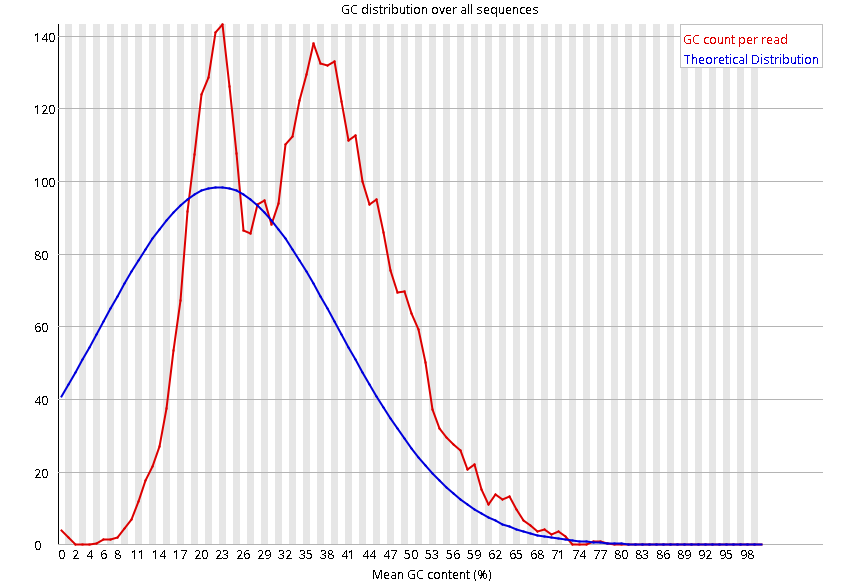 GC distribution over all sequences
GC count per read
Theoretical Distribution
140
120
100
80
60
40
20
0
0 2 4 6 8 11 14 17 20 23 26 29 32 35 38 41 44 47 50 53 56 59 62 65 68 71 74 77 80 83 86 89 92 95 98
Mean GC content (%)